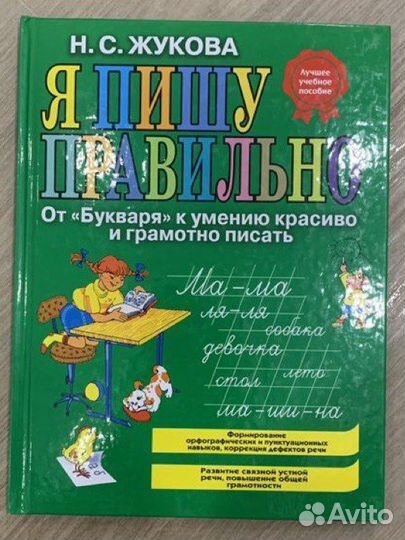 Н. С. ЖУКОВА
Лучшее
учебное
пособие
Я ПИШУ
ПРАВИЛЬНО
От «Букваря» к умению красиво
и грамотно писать
Ма-ма
ля-ля
собака
девочка
лето
стол
ма-ши-на
Формирование
орфографических и пунктуационных
навыков, коррекция дефектов речи
Развитие связной устной
речи, повышение общей
грамотности
Avito